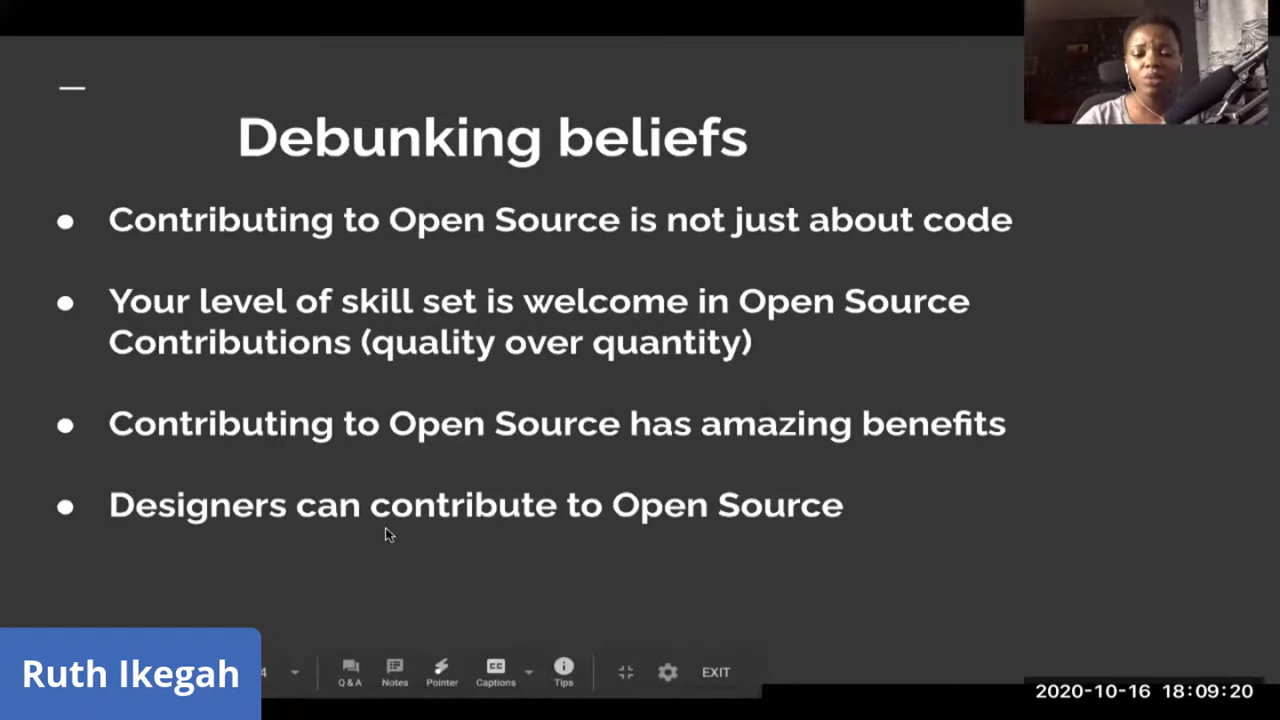 Debunking beliefs
● Contributing to Open Source is not just about code
● Your level of skill set is welcome in Open Source
Contributions (quality over quantity)
● Contributing to Open Source has amazing benefits
● Designers can contribute to Open Source
Ruth Ikegah
4
Q & A
Notes
Pointer
CC
Captions
Tips
EXIT
2020-10-16 18:09:20